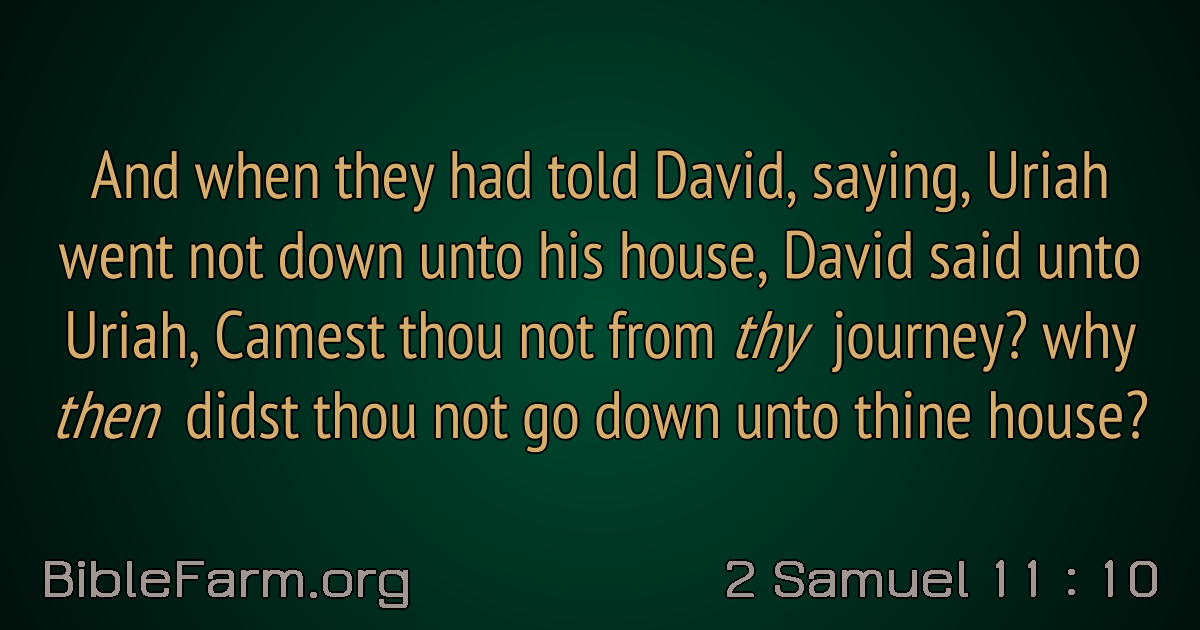 And when they had told David, saying, Uriah
went not down unto his house, David said unto
Uriah, Camest thou not from thy journey? why
then didst thou not go down unto thine house?
BibleFarm.org
2 Samuel 11 : 10